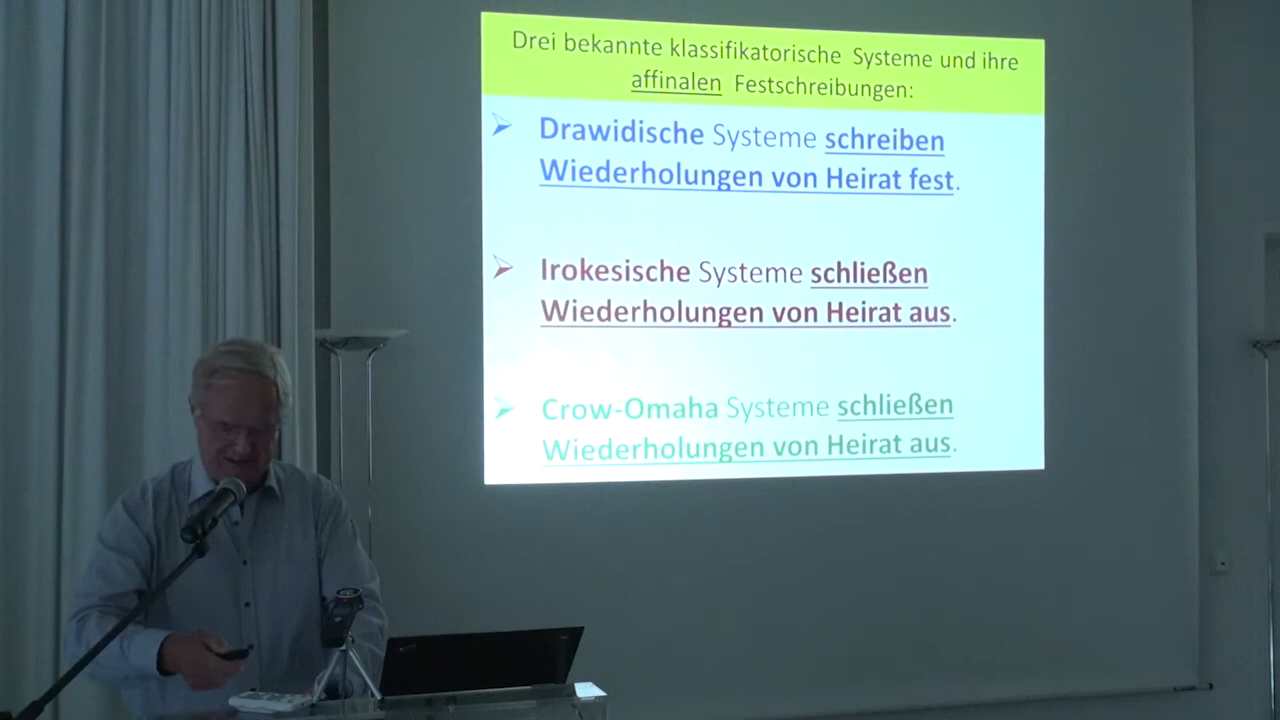 Drei bekannte klassifikatorische Systeme und ihre
affinalen Festschreibungen:
Drawidische Systeme schreiben
Wiederholungen von Heirat fest.
Irokesische Systeme schließen
Wiederholungen von Heirat aus.
Crow-Omaha Systeme schließen
Wiederholungen von Heirat aus.